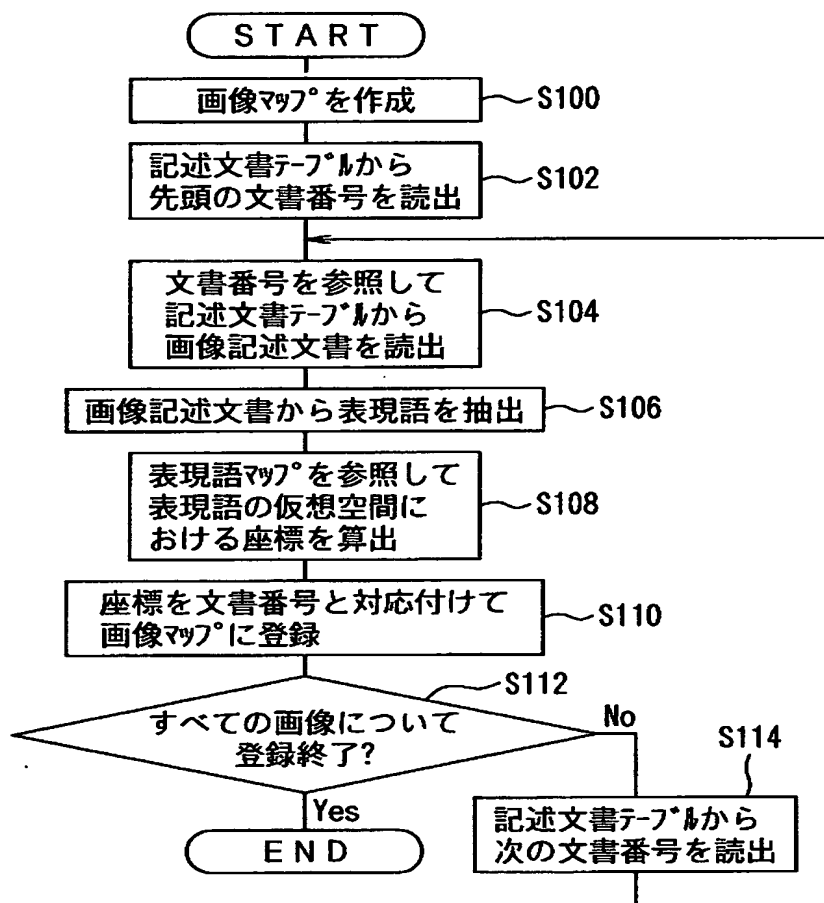 START
画像ﾏｯﾌﾟを作成
S100
記述文書ﾃｰﾌﾞﾙから
先頭の文書番号を読出
S102
文書番号を参照して
記述文書ﾃｰﾌﾞﾙから
画像記述文書を読出
S104
画像記述文書から表現語を抽出
S106
表現語ﾏｯﾌﾟを参照して
表現語の仮想空間に
おける座標を算出
S108
座標を文書番号と対応付けて
画像ﾏｯﾌﾟに登録
S110
S112
すべての画像について
登録終了?
No
Yes
END
S114
記述文書ﾃｰﾌﾞﾙから
次の文書番号を読出